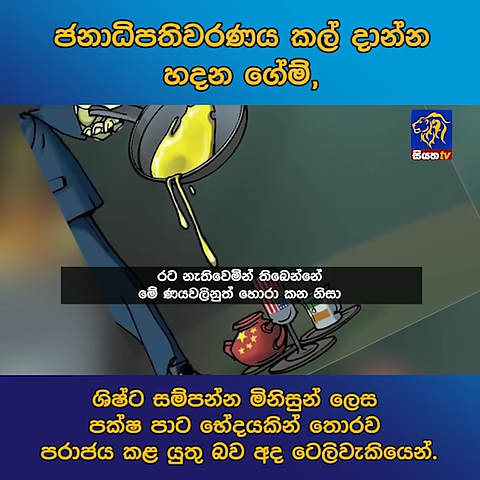 ජනාධිපතිවරණය කල් දාන්න
හදන ගේම්,
සියත tv
රට නැතිවෙමින් තිබෙන්නේ
මේ ණයවලිනුත් හොරා කන නිසා
ශිෂ්ට සම්පන්න මිනිසුන් ලෙස
පක්ෂ පාට භේදයකින් තොරව
පරාජය කළ යුතු බව අද ටෙලිවැකියෙන්.